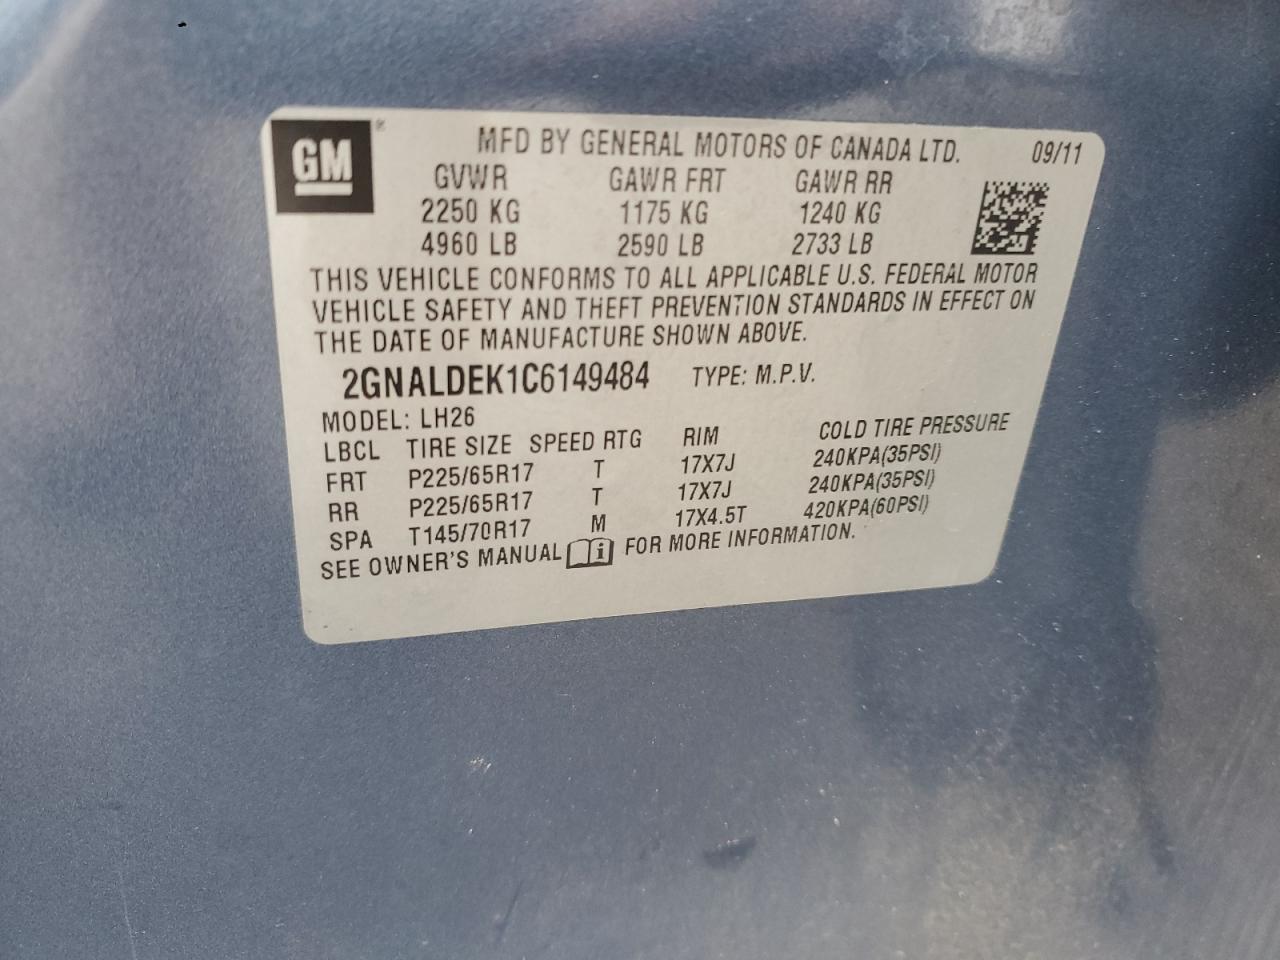 GM ® MFD BY GENERAL MOTORS OF CANADA LTD. 09/11
GVWR GAWR FRT GAWR RR
2250 KG 1175 KG 1240 KG
4960 LB 2590 LB 2733 LB
THIS VEHICLE CONFORMS TO ALL APPLICABLE U.S. FEDERAL MOTOR
VEHICLE SAFETY AND THEFT PREVENTION STANDARDS IN EFFECT ON
THE DATE OF MANUFACTURE SHOWN ABOVE.
2GNALDEK1C6149484 TYPE: M.P.V.
MODEL: LH26
LBCL TIRE SIZE SPEED RTG RIM COLD TIRE PRESSURE
FRT P225/65R17 T 17X7J 240KPA(35PSI)
RR P225/65R17 T 17X7J 240KPA(35PSI)
SPA T145/70R17 M 17X4.5T 420KPA(60PSI)
SEE OWNER'S MANUAL i FOR MORE INFORMATION.